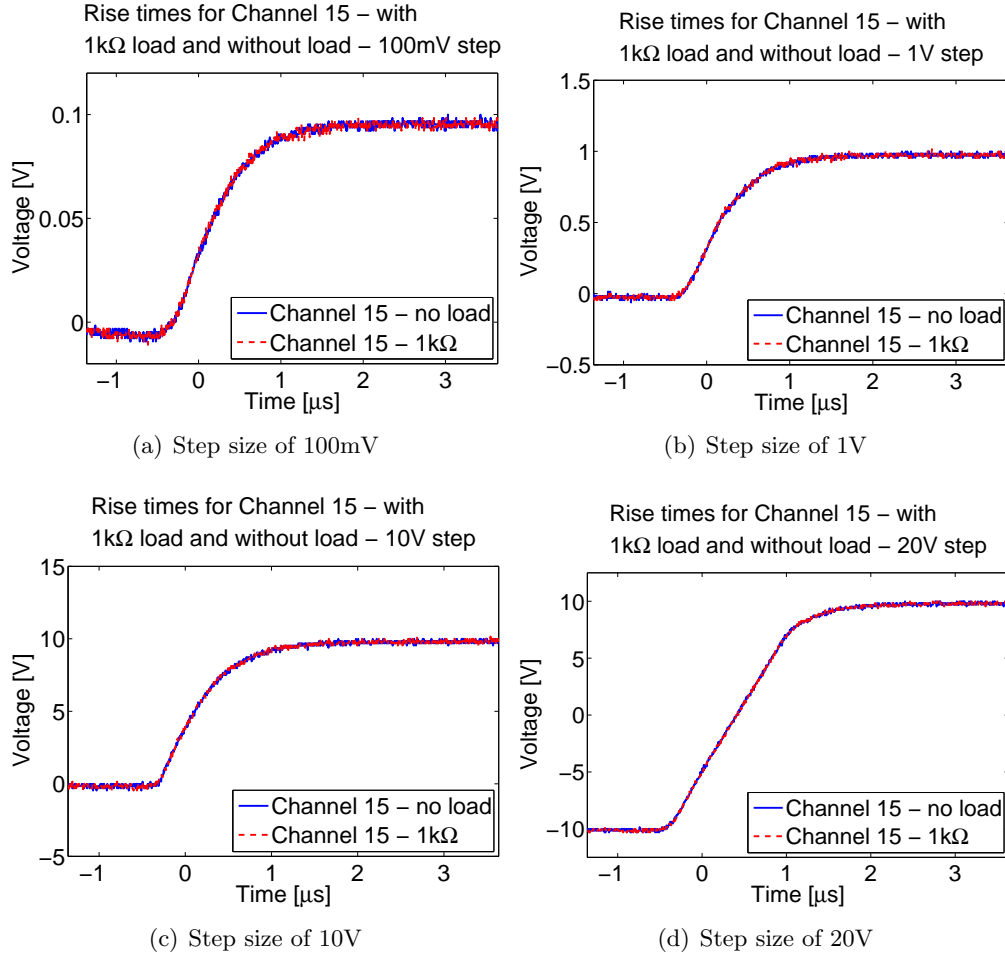 Rise times for Channel 15 – with
1kΩ load and without load – 100mV step
0.1
0.05
0
Voltage [V]
−1
0
1
2
3
Time [μs]
Channel 15 – no load
Channel 15 – 1kΩ
(a) Step size of 100mV
Rise times for Channel 15 – with
1kΩ load and without load – 1V step
1.5
1
0.5
0
−0.5
Voltage [V]
−1
0
1
2
3
Time [μs]
Channel 15 – no load
Channel 15 – 1kΩ
(b) Step size of 1V
Rise times for Channel 15 – with
1kΩ load and without load – 10V step
15
10
5
0
−5
Voltage [V]
−1
0
1
2
3
Time [μs]
Channel 15 – no load
Channel 15 – 1kΩ
(c) Step size of 10V
Rise times for Channel 15 – with
1kΩ load and without load – 20V step
10
5
0
−5
−10
Voltage [V]
−1
0
1
2
3
Time [μs]
Channel 15 – no load
Channel 15 – 1kΩ
(d) Step size of 20V